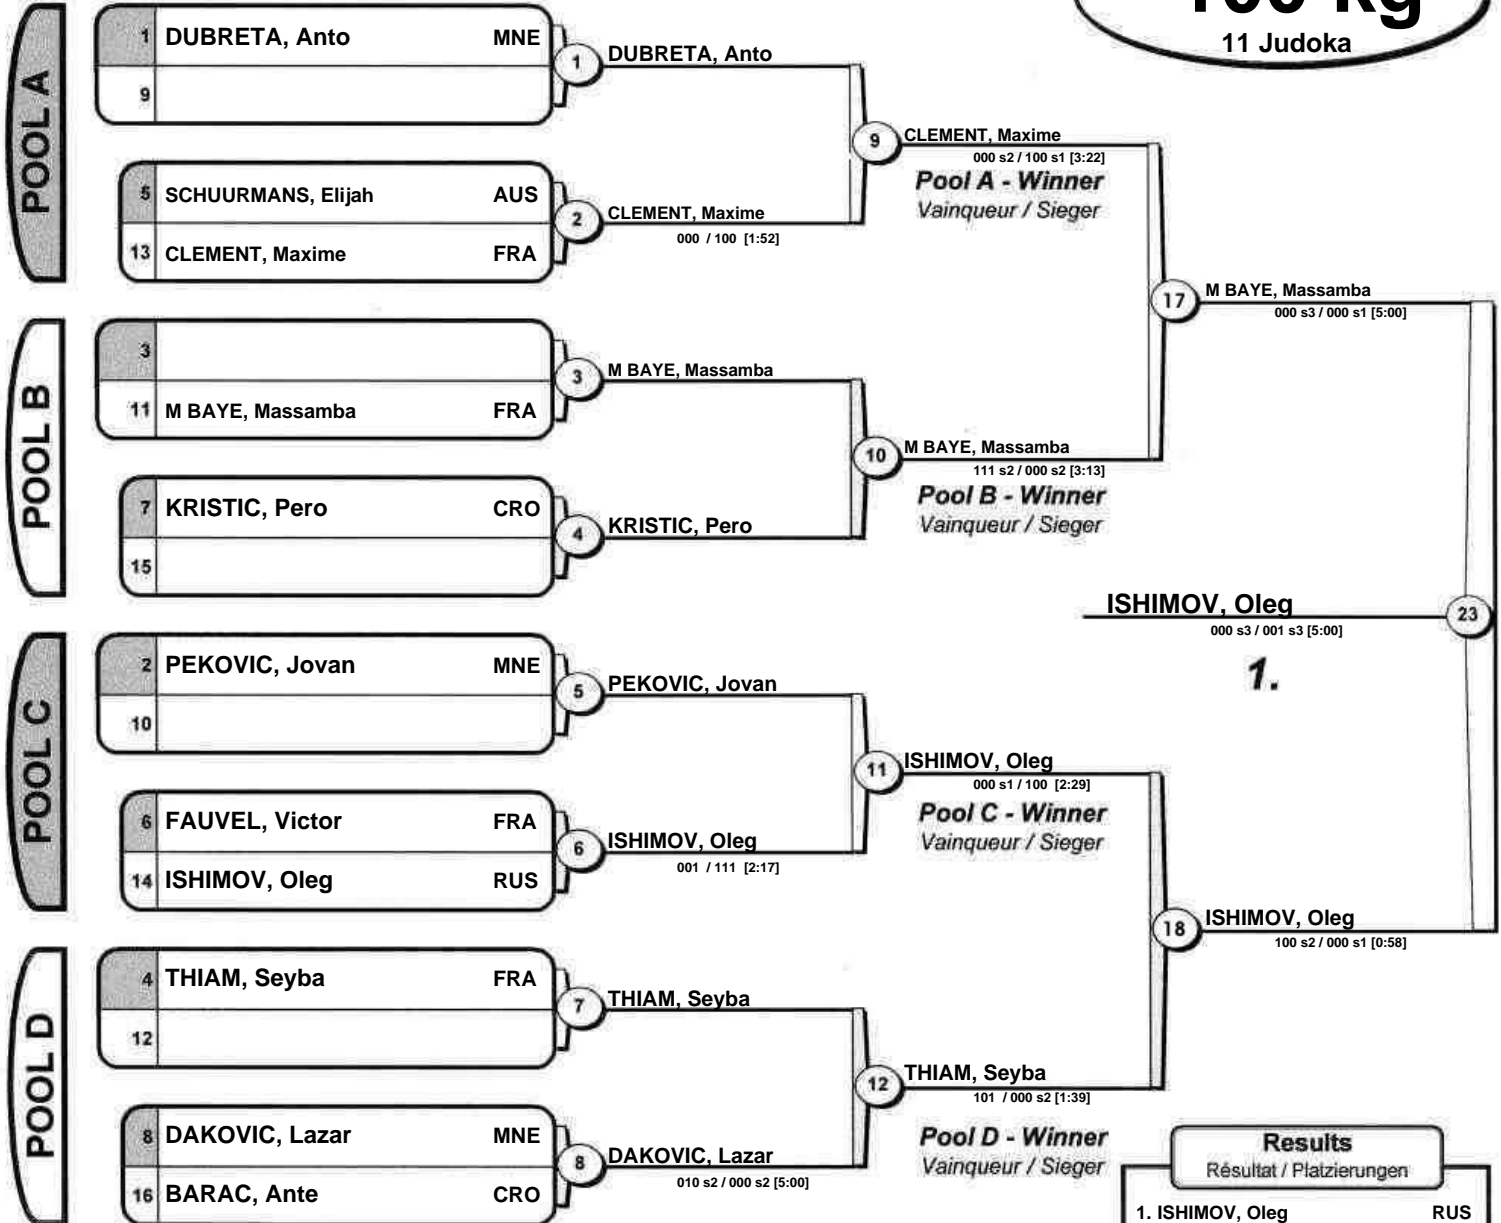 100 kg
11 Judoka
POOL A
1 DUBRETA, Anto MNE
9
1 DUBRETA, Anto
5 SCHUURMANS, Elijah AUS
13 CLEMENT, Maxime FRA
2 CLEMENT, Maxime
000 / 100 [1:52]
9 CLEMENT, Maxime
000 s2 / 100 s1 [3:22]
Pool A - Winner
Vainqueur / Sieger
POOL B
3
11 M BAYE, Massamba FRA
3 M BAYE, Massamba
7 KRISTIC, Pero CRO
15
4 KRISTIC, Pero
10 M BAYE, Massamba
111 s2 / 000 s2 [3:13]
Pool B - Winner
Vainqueur / Sieger
17 M BAYE, Massamba
000 s3 / 000 s1 [5:00]
ISHIMOV, Oleg 23
000 s3 / 001 s3 [5:00]
1.
POOL C
2 PEKOVIC, Jovan MNE
10
5 PEKOVIC, Jovan
6 FAUVEL, Victor FRA
14 ISHIMOV, Oleg RUS
6 ISHIMOV, Oleg
001 / 111 [2:17]
11 ISHIMOV, Oleg
000 s1 / 100 [2:29]
Pool C - Winner
Vainqueur / Sieger
POOL D
4 THIAM, Seyba FRA
12
7 THIAM, Seyba
8 DAKOVIC, Lazar MNE
16 BARAC, Ante CRO
8 DAKOVIC, Lazar
010 s2 / 000 s2 [5:00]
12 THIAM, Seyba
101 / 000 s2 [1:39]
Pool D - Winner
Vainqueur / Sieger
18 ISHIMOV, Oleg
100 s2 / 000 s1 [0:58]
Results
Résultat / Platzierungen
1. ISHIMOV, Oleg RUS